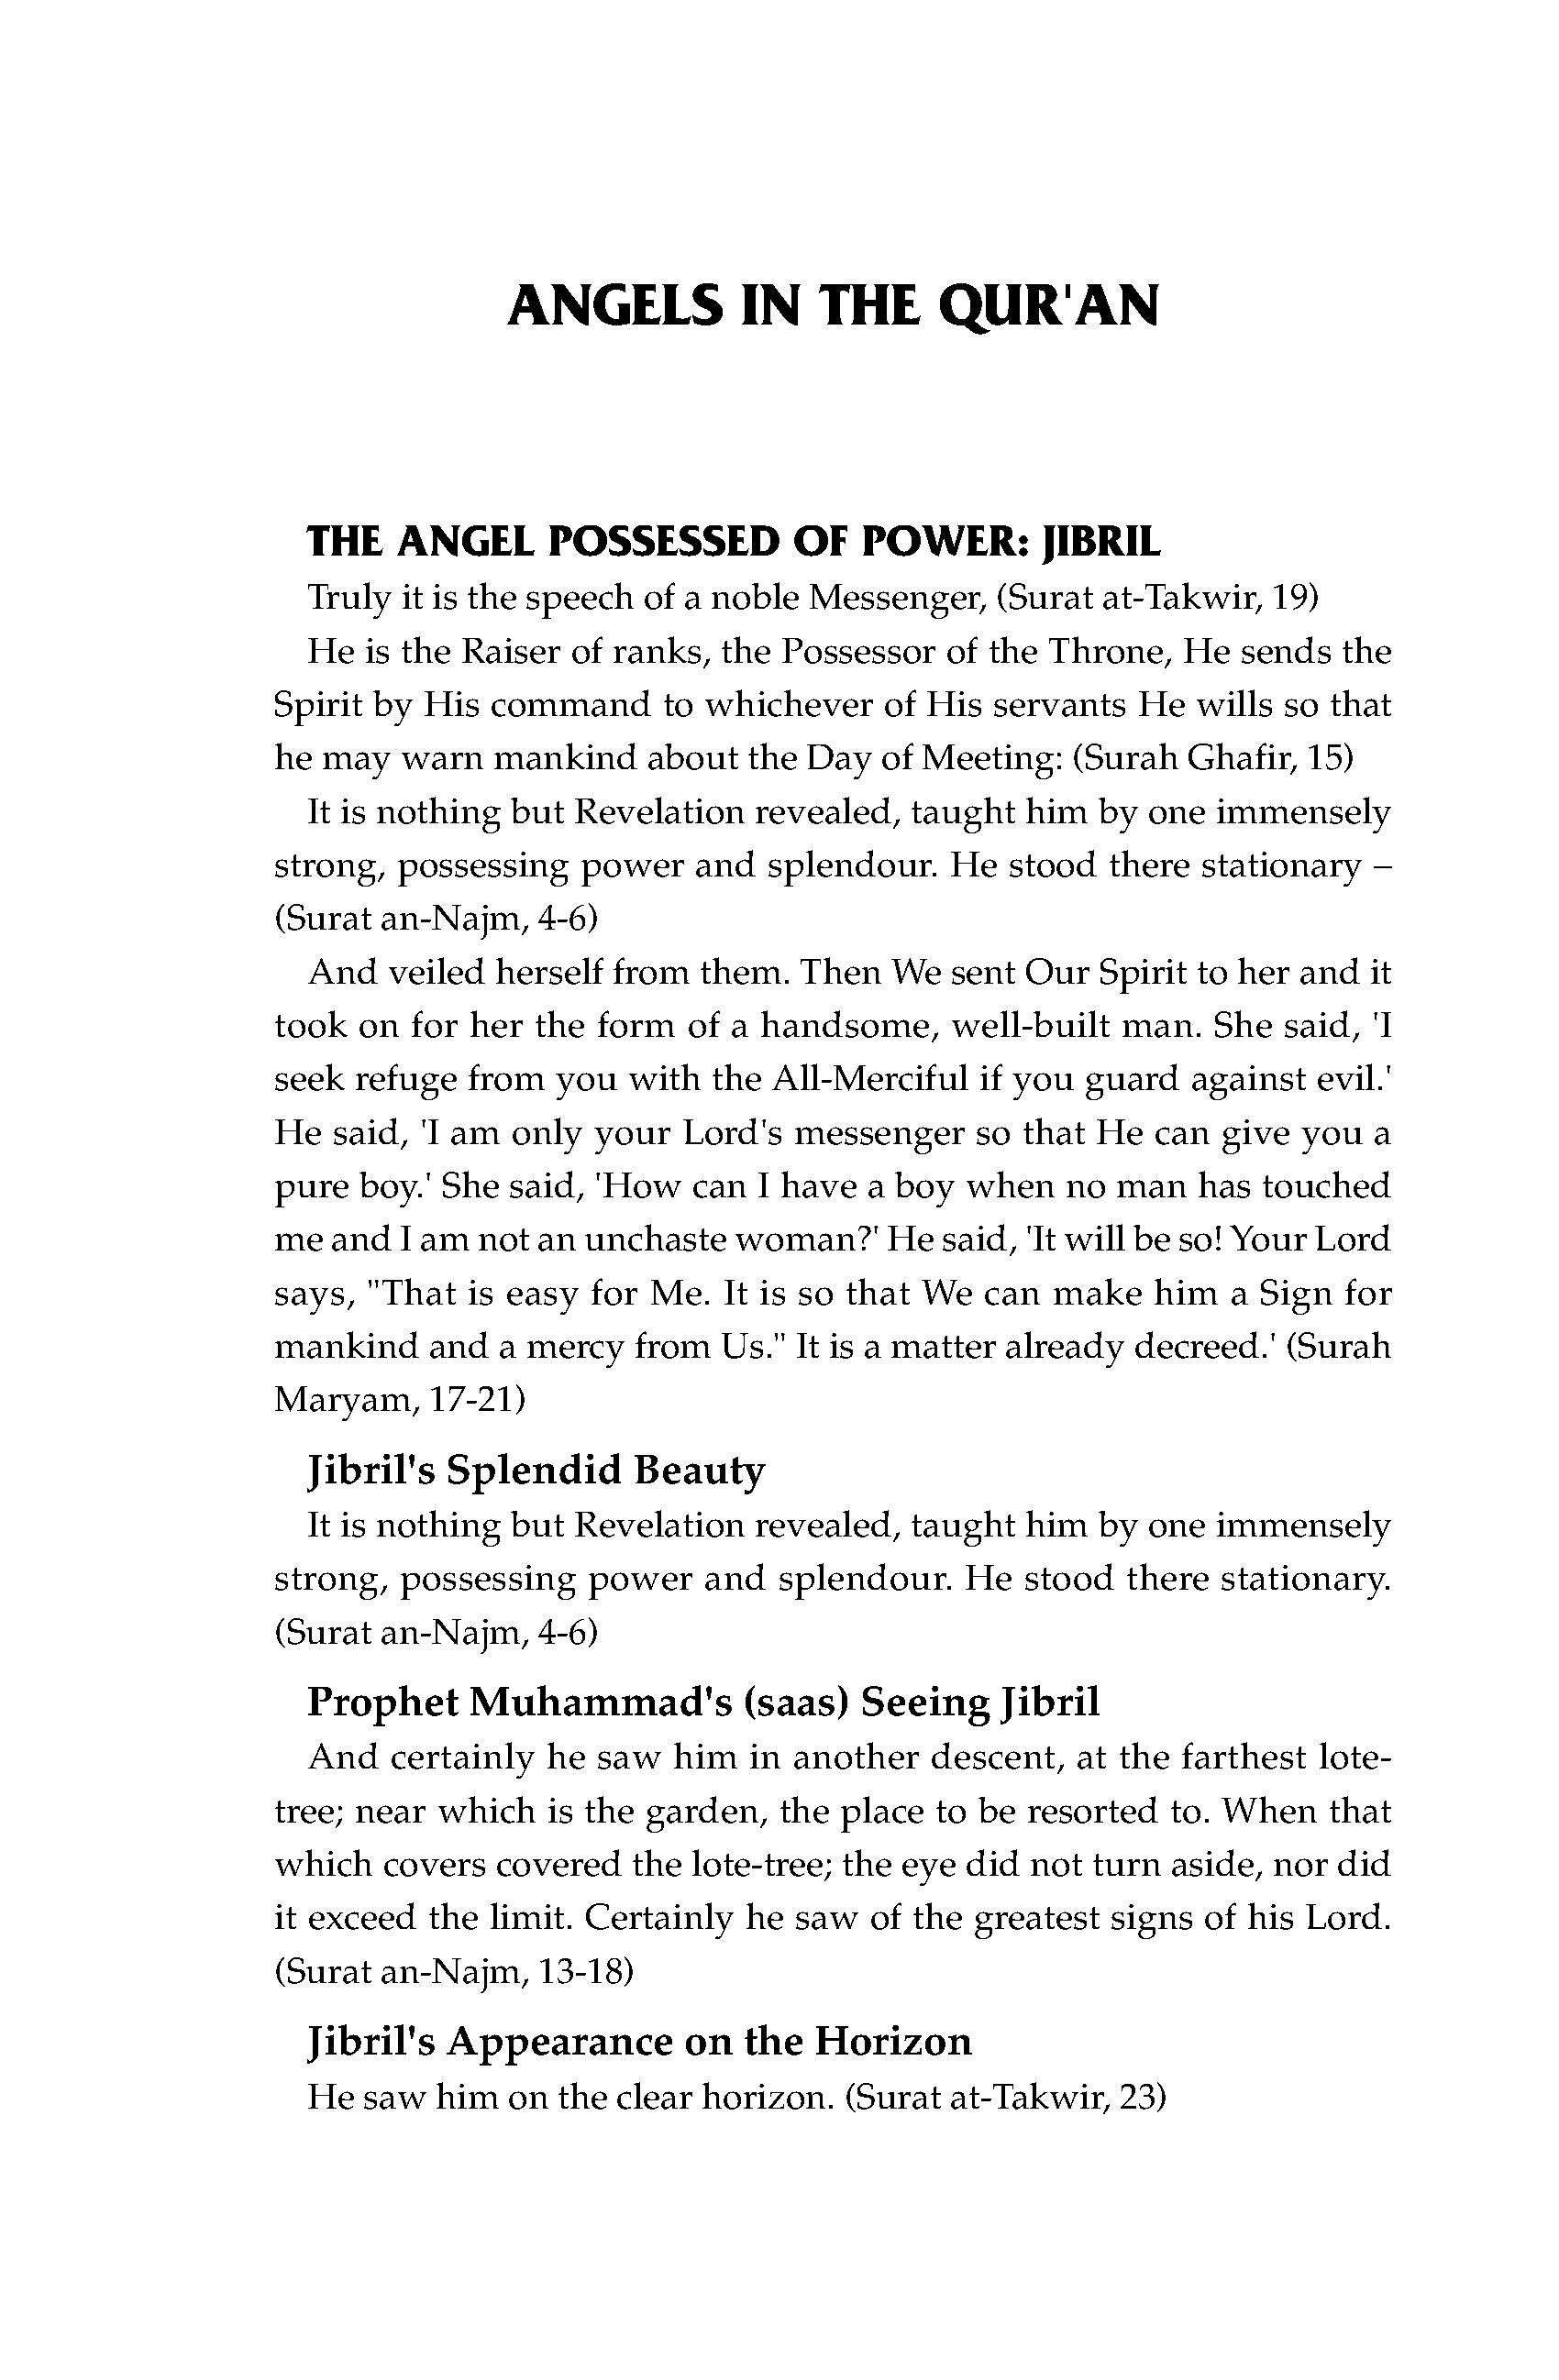 ANGELS IN THE QUR'AN
THE ANGEL POSSESSED OF POWER: JIBRIL
Truly it is the speech of a noble Messenger, (Surat at-Takwir, 19)
He is the Raiser of ranks, the Possessor of the Throne, He sends the
Spirit by His command to whichever of His servants He wills so that
he may warn mankind about the Day of Meeting: (Surah Ghafir, 15)
It is nothing but Revelation revealed, taught him by one immensely
strong, possessing power and splendour. He stood there stationary –
(Surat an-Najm, 4-6)
And veiled herself from them. Then We sent Our Spirit to her and it
took on for her the form of a handsome, well-built man. She said, 'I
seek refuge from you with the All-Merciful if you guard against evil.'
He said, 'I am only your Lord's messenger so that He can give you a
pure boy.' She said, 'How can I have a boy when no man has touched
me and I am not an unchaste woman?' He said, 'It will be so! Your Lord
says, "That is easy for Me. It is so that We can make him a Sign for
mankind and a mercy from Us." It is a matter already decreed.' (Surah
Maryam, 17-21)
Jibril's Splendid Beauty
It is nothing but Revelation revealed, taught him by one immensely
strong, possessing power and splendour. He stood there stationary.
(Surat an-Najm, 4-6)
Prophet Muhammad's (saas) Seeing Jibril
And certainly he saw him in another descent, at the farthest lote-
tree; near which is the garden, the place to be resorted to. When that
which covers covered the lote-tree; the eye did not turn aside, nor did
it exceed the limit. Certainly he saw of the greatest signs of his Lord.
(Surat an-Najm, 13-18)
Jibril's Appearance on the Horizon
He saw him on the clear horizon. (Surat at-Takwir, 23)